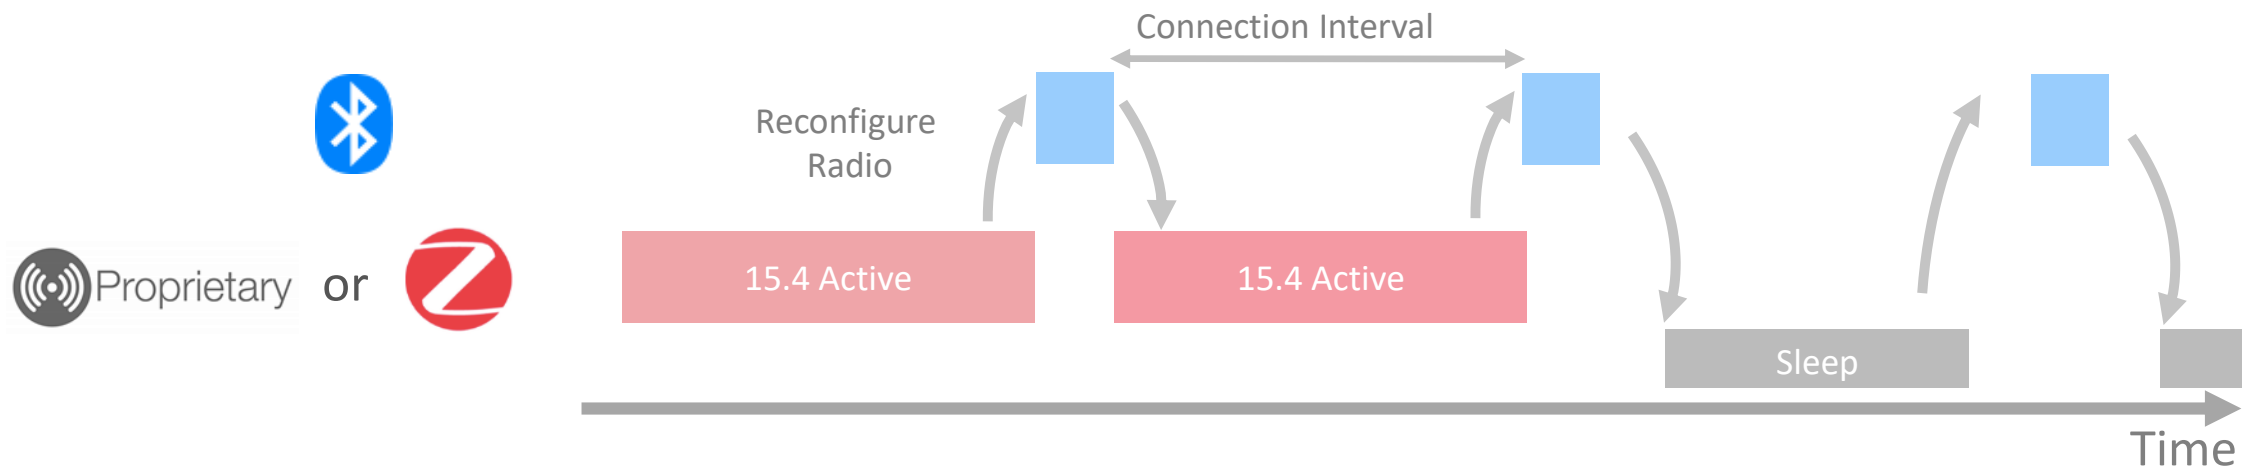 Connection Interval
Reconfigure
Radio
Proprietary
or
15.4 Active
15.4 Active
Sleep
Time